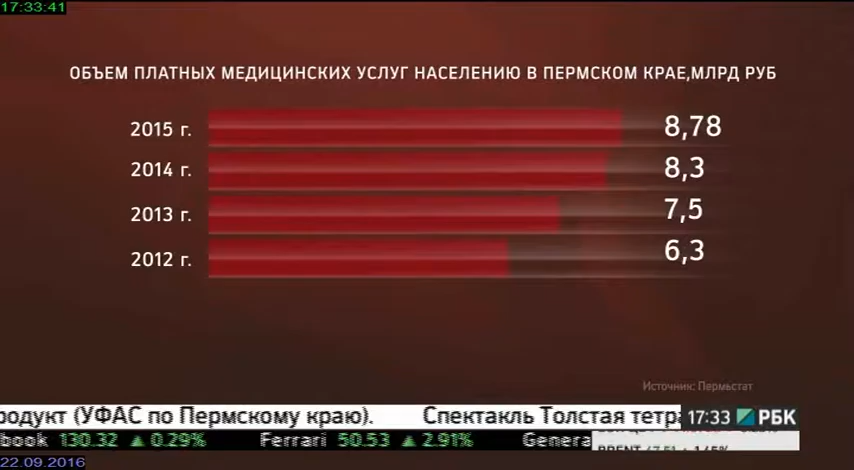 17:33:41
ОБЪЕМ ПЛАТНЫХ МЕДИЦИНСКИХ УСЛУГ НАСЕЛЕНИЮ В ПЕРМСКОМ КРАЕ,МЛРД РУБ
2015 г. 8,78
2014 г. 8,3
2013 г. 7,5
2012 г. 6,3
Источник: Пермьстат
родукт (УФАС по Пермскому краю). Спектакль Толстая тетра 17:33 РБК
book 130.32 ▲ 0.29% Ferrari 50.53 ▲ 2.91% Genera
22.09.2016